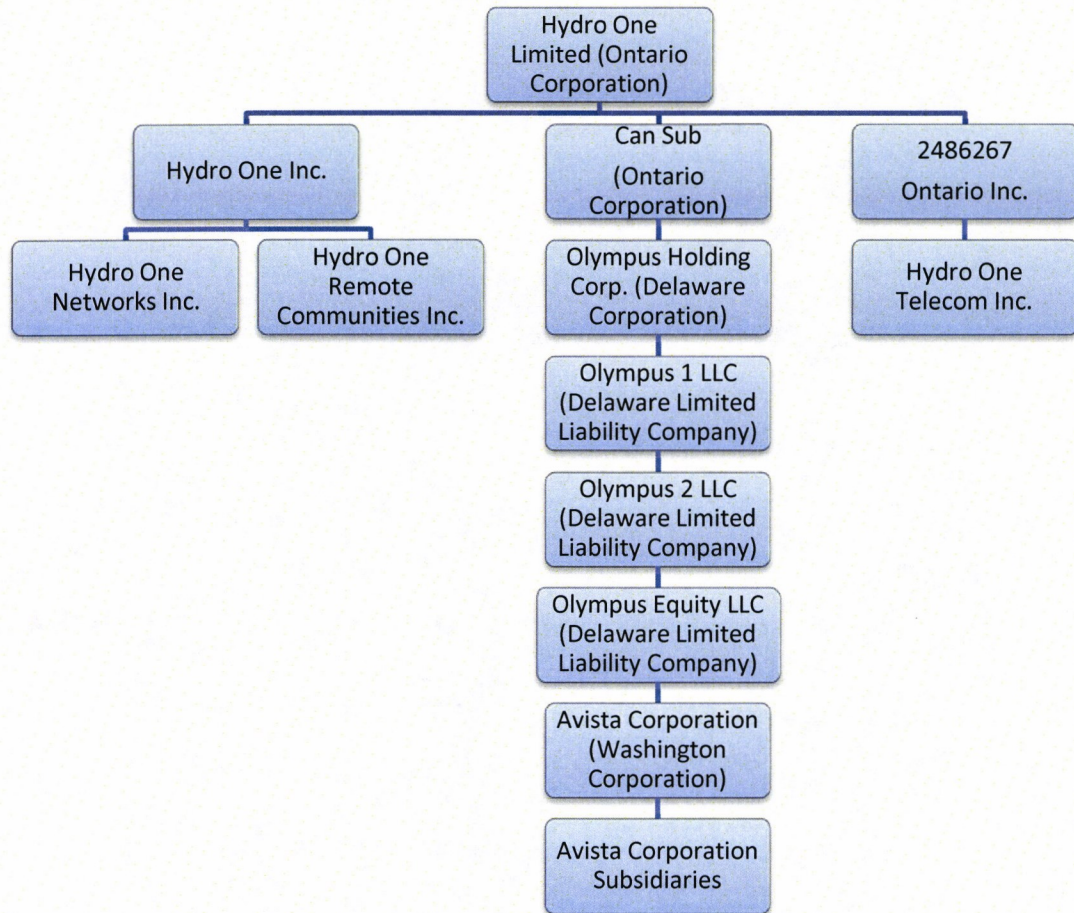 Hydro One
Limited (Ontario
Corporation)
Hydro One Inc.
Can Sub
(Ontario
Corporation)
2486267
Ontario Inc.
Hydro One
Networks Inc.
Hydro One
Remote
Communities Inc.
Olympus Holding
Corp. (Delaware
Corporation)
Hydro One
Telecom Inc.
Olympus 1 LLC
(Delaware Limited
Liability Company)
Olympus 2 LLC
(Delaware Limited
Liability Company)
Olympus Equity LLC
(Delaware Limited
Liability Company)
Avista Corporation
(Washington
Corporation)
Avista Corporation
Subsidiaries